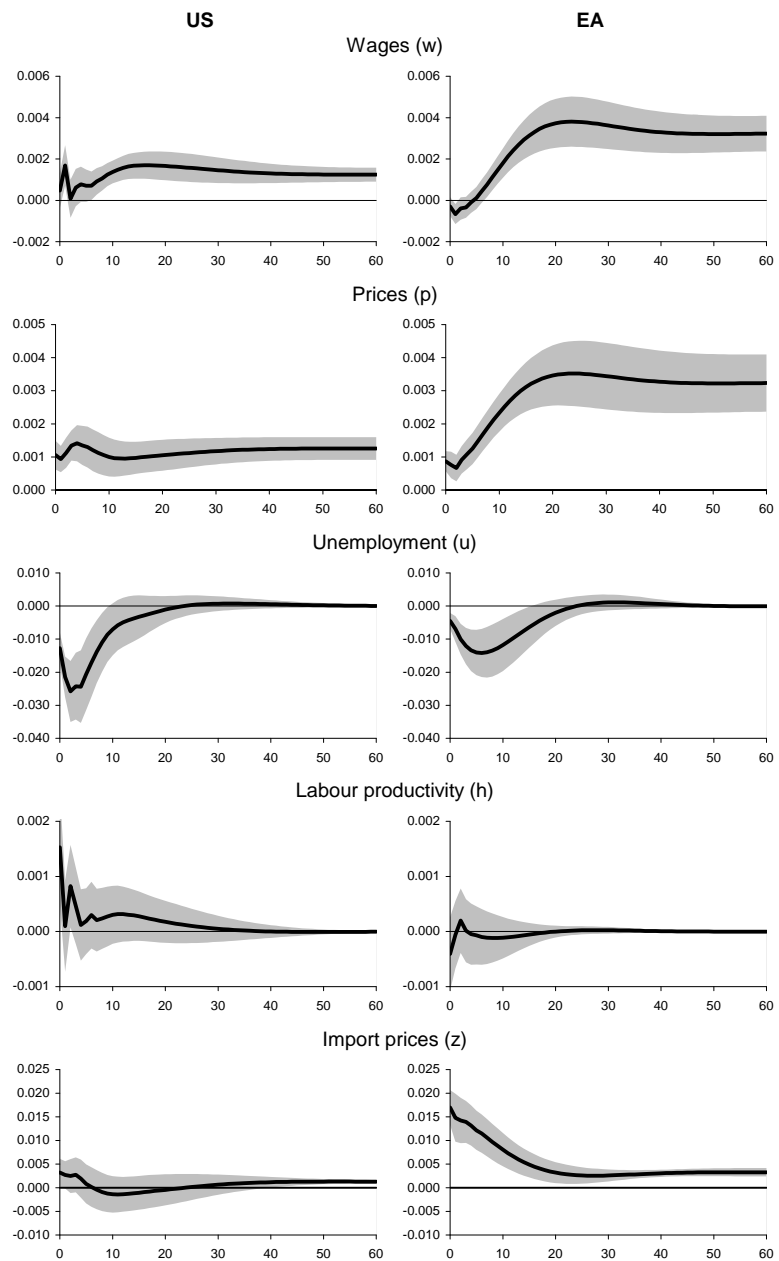 US EA
Wages (w)
0.006 0.006
0.004 0.004
0.002 0.002
0.000 0.000
-0.002 -0.002
0 10 20 30 40 50 60 0 10 20 30 40 50 60
Prices (p)
0.005 0.005
0.004 0.004
0.003 0.003
0.002 0.002
0.001 0.001
0.000 0.000
0 10 20 30 40 50 60 0 10 20 30 40 50 60
Unemployment (u)
0.010 0.010
0.000 0.000
-0.010 -0.010
-0.020 -0.020
-0.030 -0.030
-0.040 -0.040
0 10 20 30 40 50 60 0 10 20 30 40 50 60
Labour productivity (h)
0.002 0.002
0.001 0.001
0.000 0.000
-0.001 -0.001
0 10 20 30 40 50 60 0 10 20 30 40 50 60
Import prices (z)
0.025 0.025
0.020 0.020
0.015 0.015
0.010 0.010
0.005 0.005
0.000 0.000
-0.005 -0.005
-0.010 -0.010
0 10 20 30 40 50 60 0 10 20 30 40 50 60